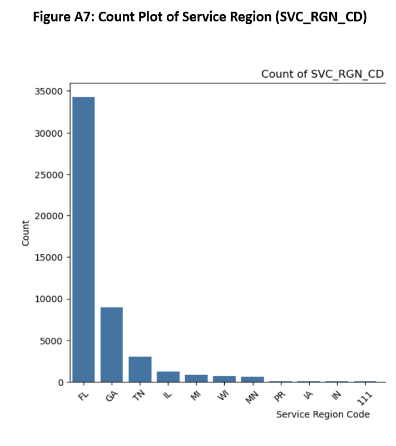 Figure A7: Count Plot of Service Region (SVC_RGN_CD)
Count of SVC_RGN_CD
35000
30000
25000
20000
15000
10000
5000
0
Count
FL GA TN IL MI WI MN PR IA IN 111
Service Region Code